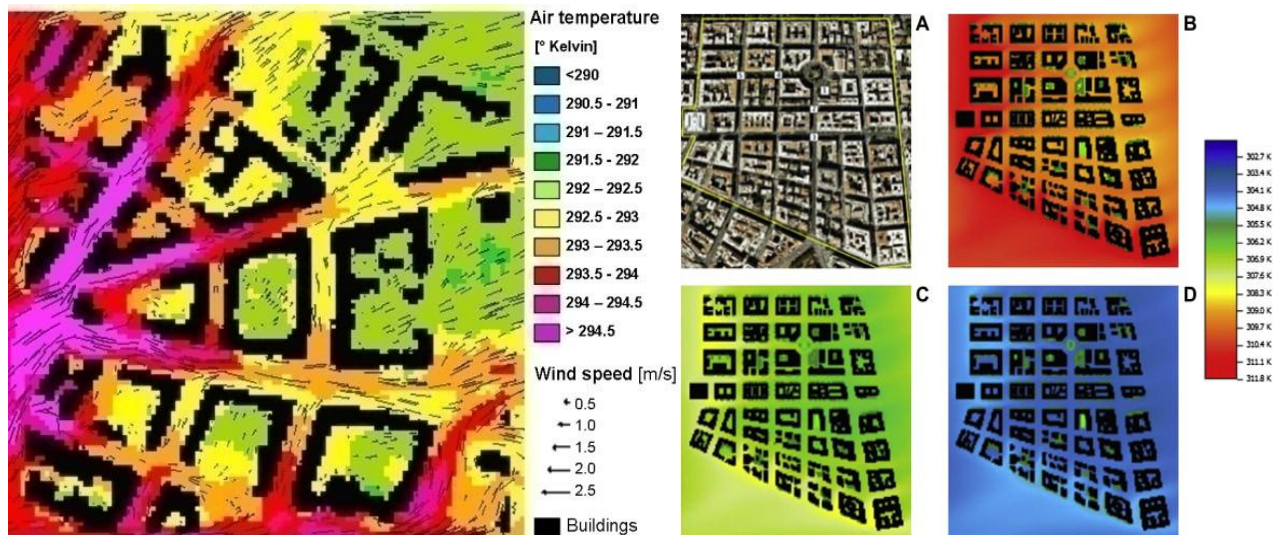 Air temperature
[° Kelvin]
<290
290.5 - 291
291 – 291.5
291.5 - 292
292 – 292.5
292.5 - 293
293 – 293.5
293.5 - 294
294 – 294.5
> 294.5
Wind speed [m/s]
0.5
1.0
1.5
2.0
2.5
Buildings
A
B
C
D
302.7 K
303.4 K
304.1 K
304.8 K
305.5 K
306.2 K
306.9 K
307.6 K
308.3 K
309.0 K
309.7 K
310.4 K
311.1 K
311.8 K